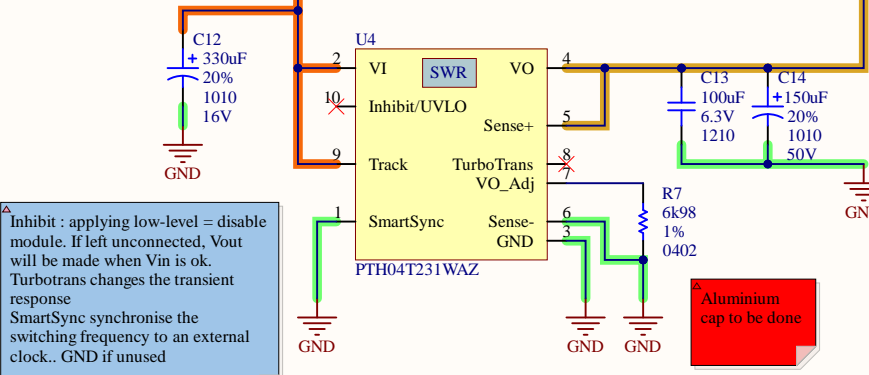 C12
330uF
20%
1010
16V
GND
U4
SWR
2
VI
10
Inhibit/UVLO
9
Track
1
SmartSync
VO
4
Sense+
5
TurboTrans
8
VO_Adj
7
Sense-
6
GND
3
PTH04T231WAZ
C13
100uF
6.3V
1210
C14
150uF
20%
1010
50V
GN
R7
6k98
1%
0402
GND
GND
GND
Inhibit : applying low-level = disable
module. If left unconnected, Vout
will be made when Vin is ok.
Turbotrans changes the transient
response
SmartSync synchronise the
switching frequency to an external
clock.. GND if unused
Aluminium
cap to be done